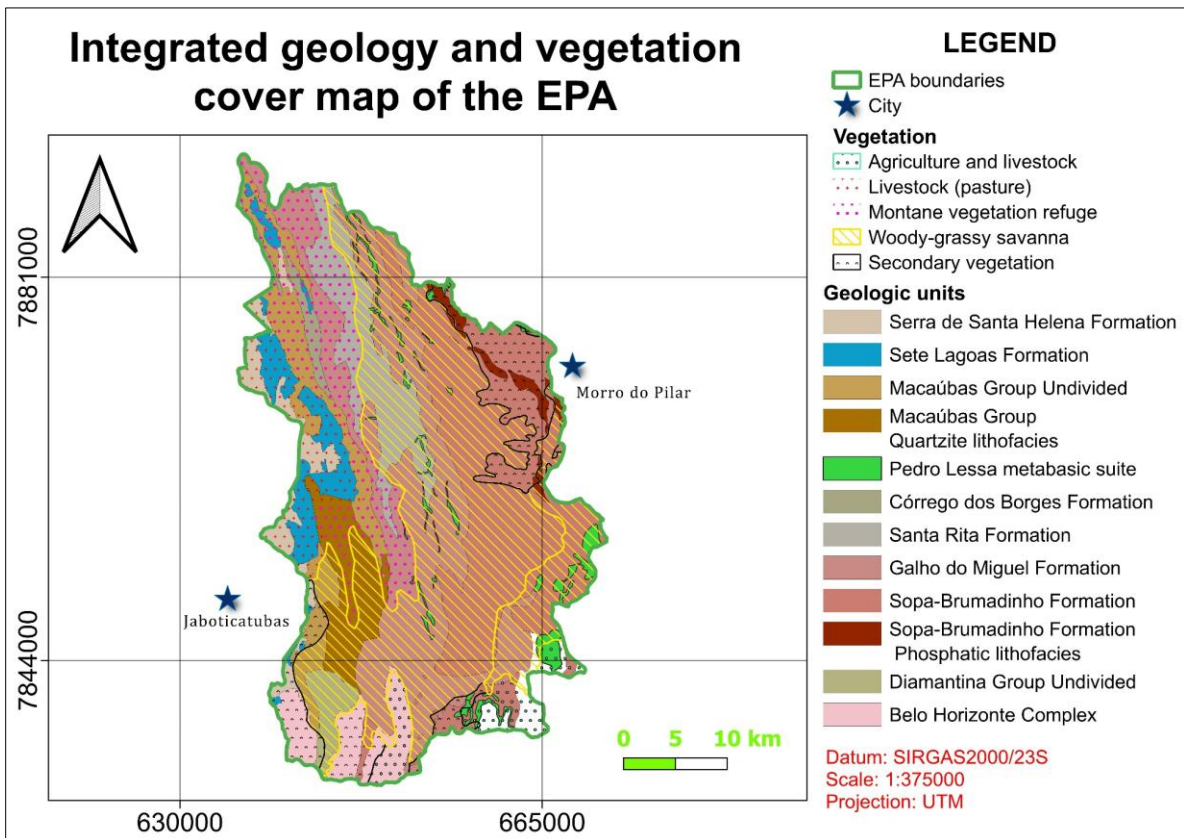 Integrated geology and vegetation
cover map of the EPA
7881000
7844000
630000
665000
Morro do Pilar
Jaboticatubas
0 5 10 km
LEGEND
EPA boundaries
City
Vegetation
Agriculture and livestock
Livestock (pasture)
Montane vegetation refuge
Woody-grassy savanna
Secondary vegetation
Geologic units
Serra de Santa Helena Formation
Sete Lagoas Formation
Macaúbas Group Undivided
Macaúbas Group
Quartzite lithofacies
Pedro Lessa metabasic suite
Córrego dos Borges Formation
Santa Rita Formation
Galho do Miguel Formation
Sopa-Brumadinho Formation
Sopa-Brumadinho Formation
Phosphatic lithofacies
Diamantina Group Undivided
Belo Horizonte Complex
Datum: SIRGAS2000/23S
Scale: 1:375000
Projection: UTM